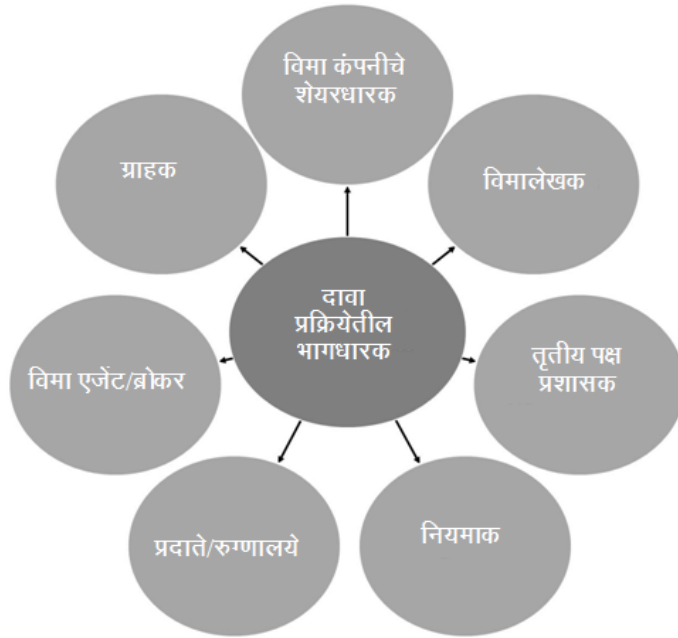 विमा कंपनीचे
शेयरधारक
ग्राहक
विमालेखक
दावा
प्रक्रियेतील
भागधारक
विमा एजेंट/ब्रोकर
तृतीय पक्ष
प्रशासक
प्रदाते/रुग्णालये
नियमाक